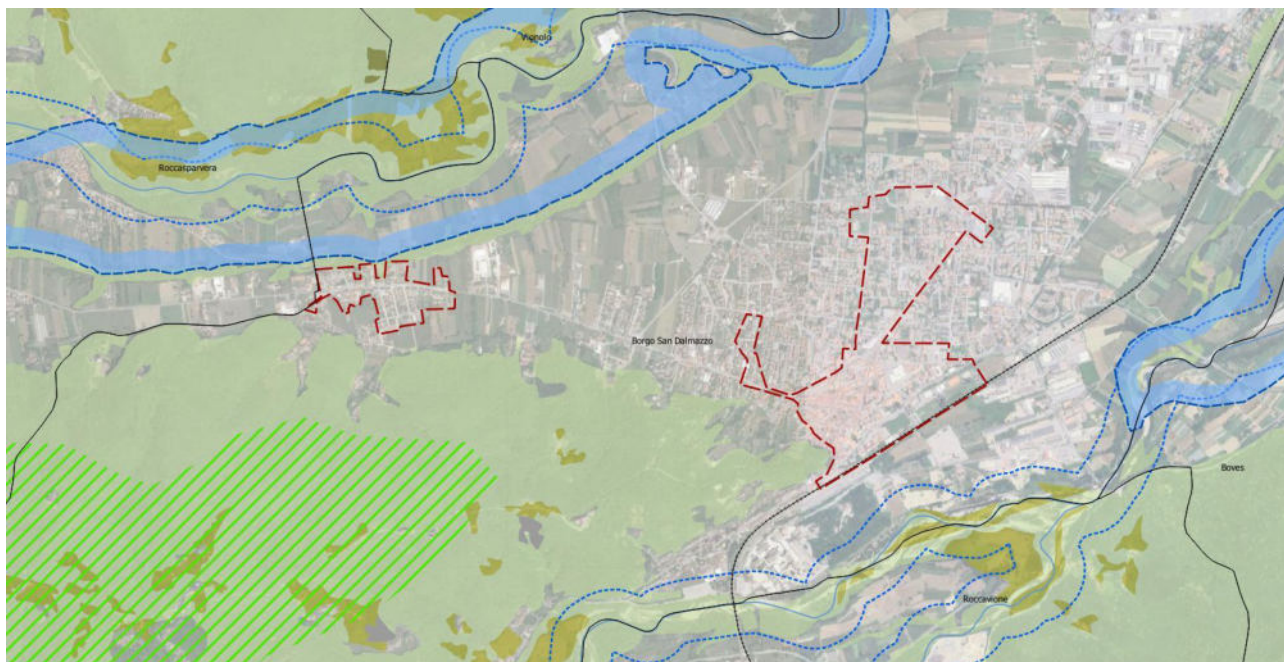 Vignolo
Roccasparvera
Borgo San Dalmazzo
Boves
Roccavione